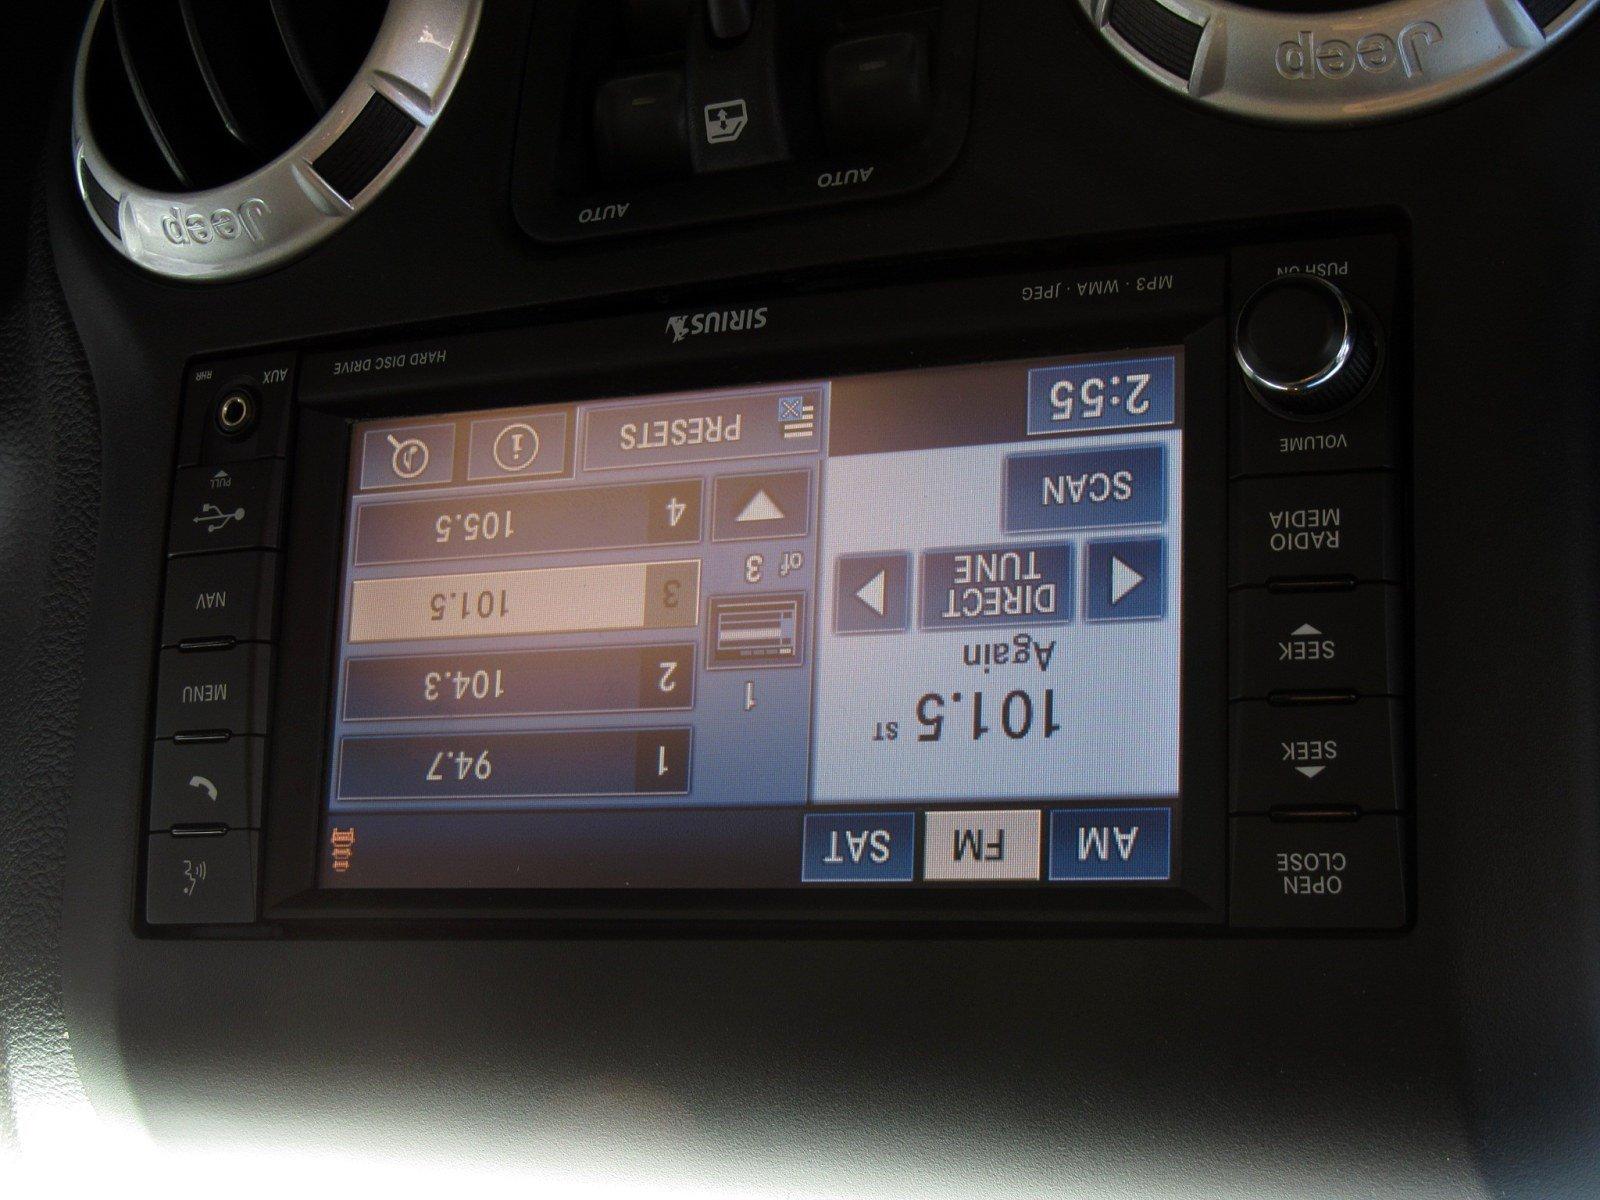 OPEN
CLOSE
SEEK
SEEK
RADIO
MEDIA
VOLUME
PUSH ON
AM FM SAT
101.5 ST
Again
DIRECT
TUNE
SCAN
2:55
1 94.7
2 104.3
3 101.5
4 105.5
1
of 3
PRESETS
i
MENU
NAV
PULL
AUX RHR
MP3 · WMA · JPEG
SIRIUS
HARD DISC DRIVE
AUTO
AUTO
Jeep
Jeep